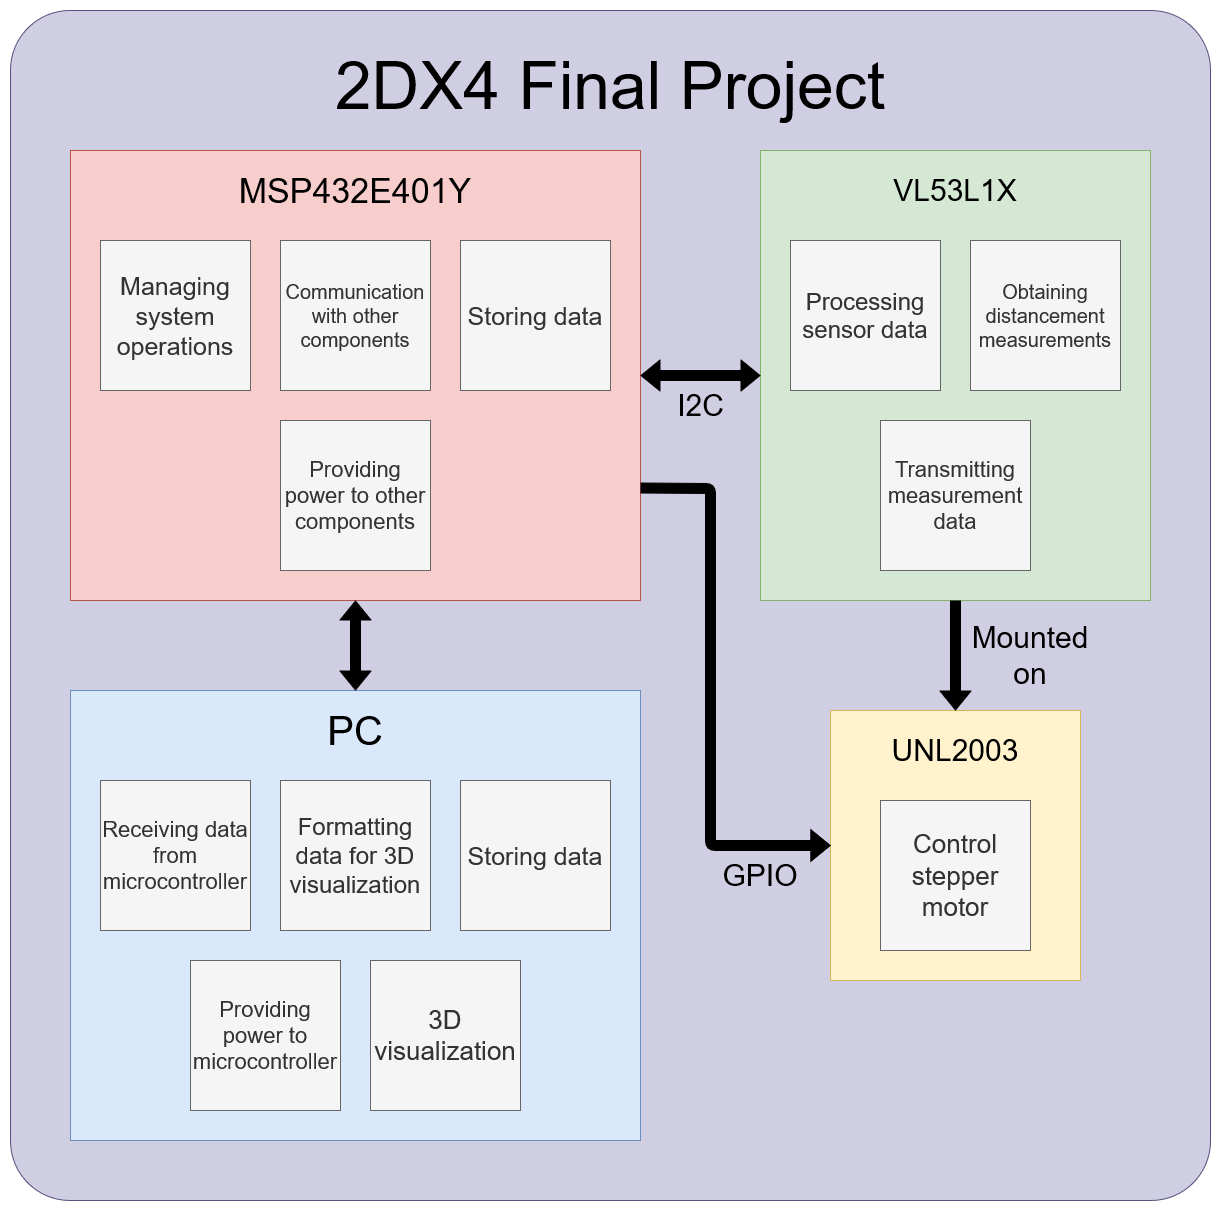 2DX4 Final Project
MSP432E401Y
Managing
system
operations
Communication
with other
components
Storing data
Providing
power to other
components
I2C
VL53L1X
Processing
sensor data
Obtaining
distancement
measurements
Transmitting
measurement
data
Mounted
on
PC
Receiving data
from
microcontroller
Formatting
data for 3D
visualization
Storing data
Providing
power to
microcontroller
3D
visualization
GPIO
UNL2003
Control
stepper
motor